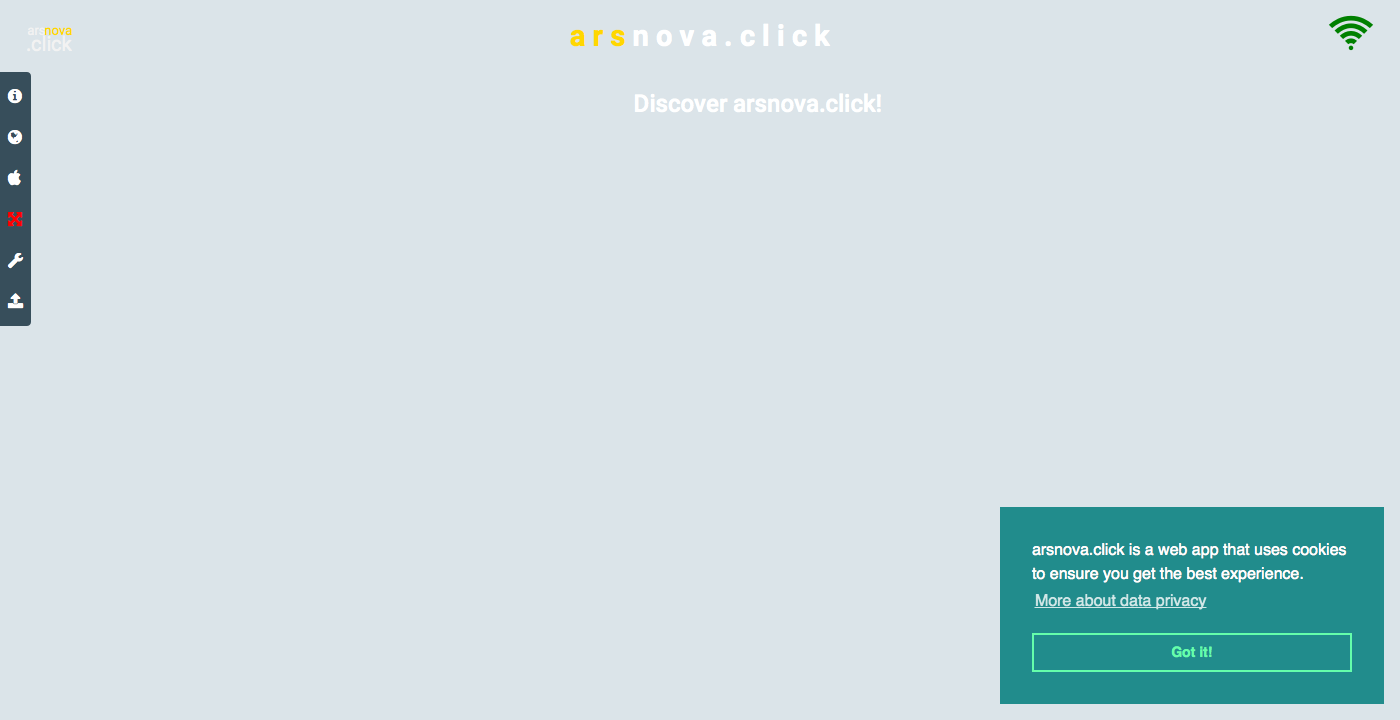 arsnova
.click
arsnova.click
Discover arsnova.click!
arsnova.click is a web app that uses cookies
to ensure you get the best experience.
More about data privacy
Got it!